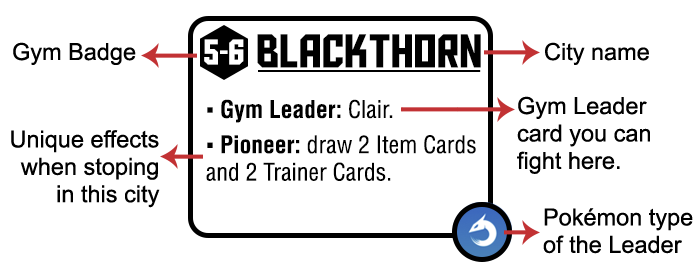 Gym Badge
5-6 BLACKTHORN
City name
▪ Gym Leader: Clair.
Gym Leader
card you can
fight here.
Unique effects
when stoping
in this city
▪ Pioneer: draw 2 Item Cards
and 2 Trainer Cards.
Pokémon type
of the Leader